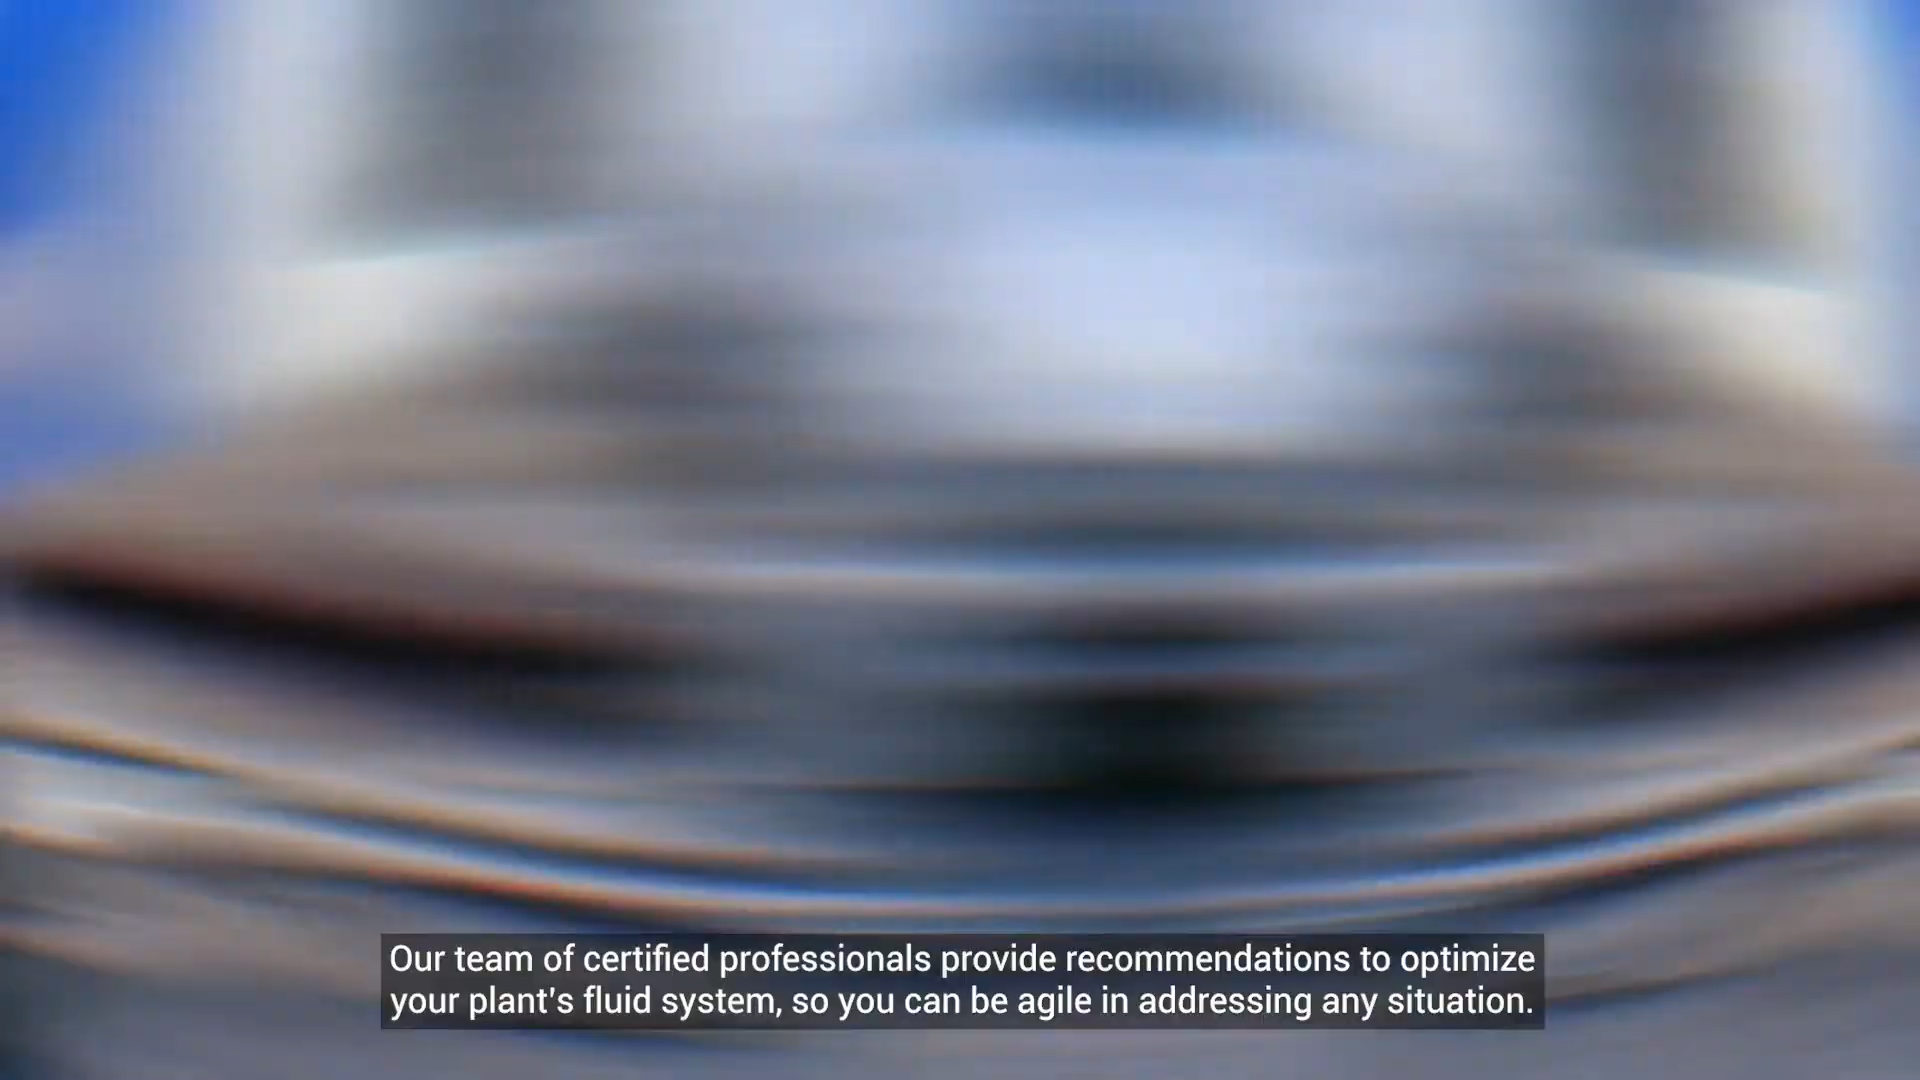 Our team of certified professionals provide recommendations to optimize
your plant's fluid system, so you can be agile in addressing any situation.